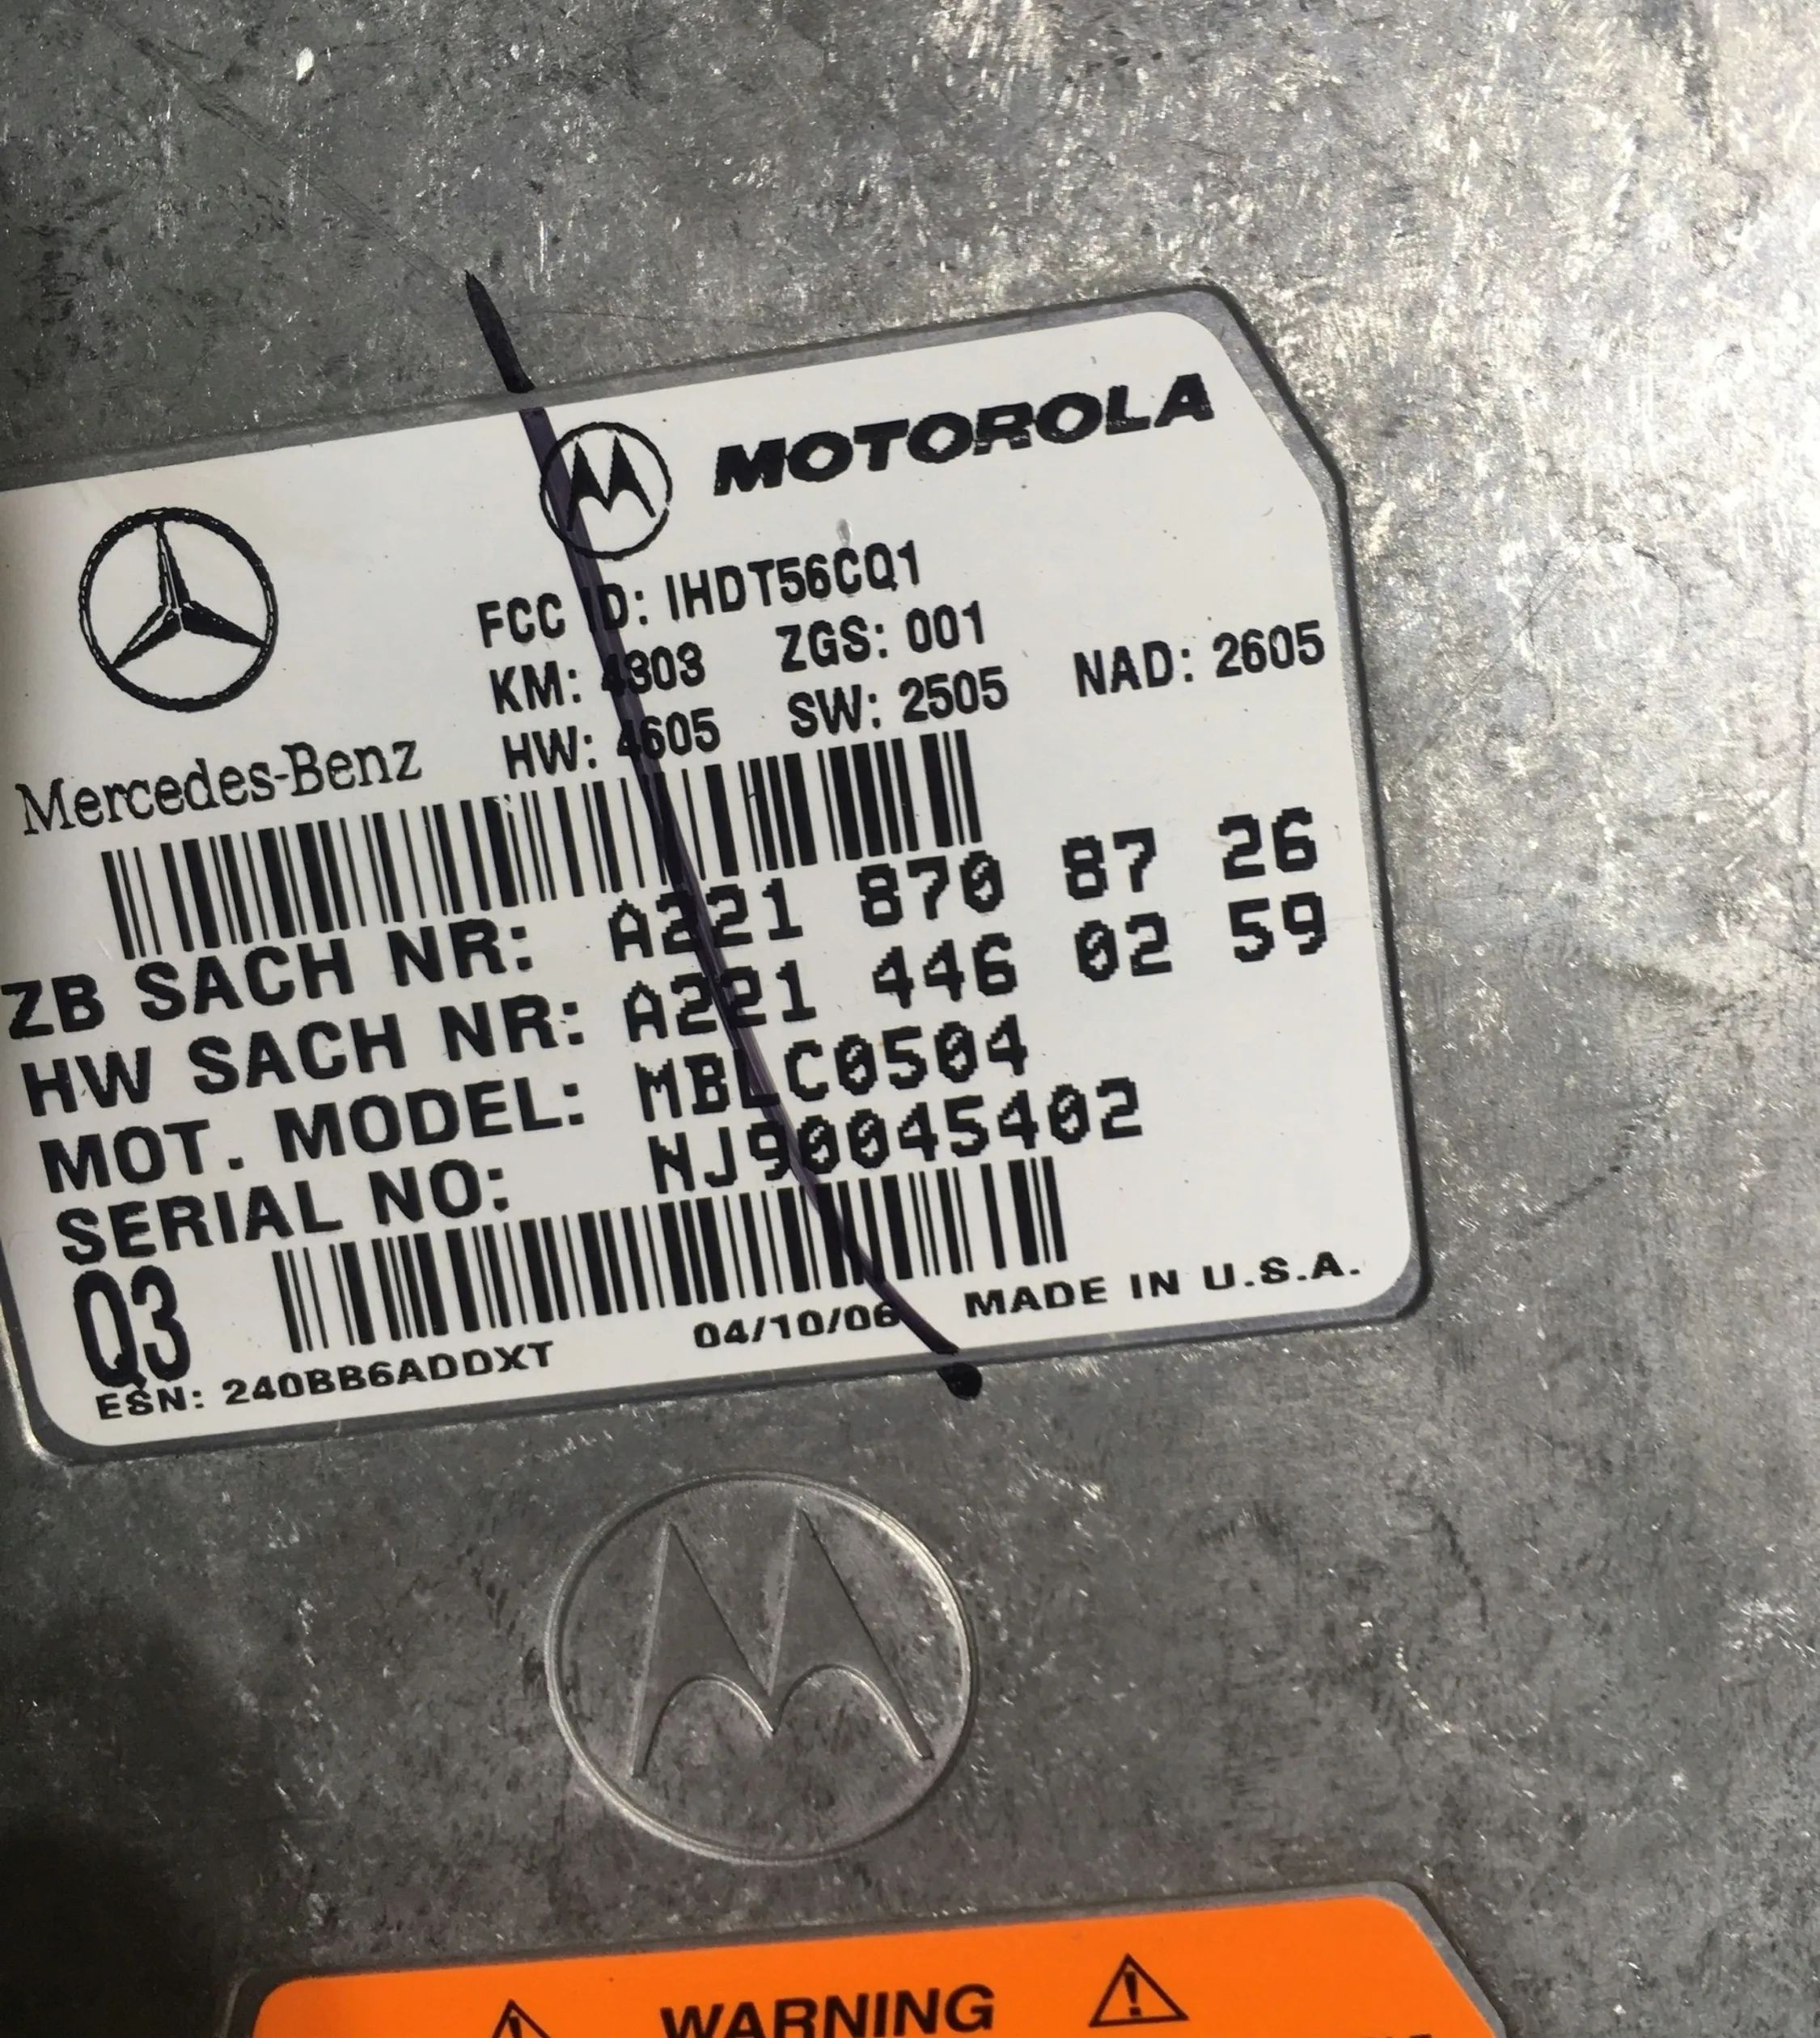 MOTOROLA
Mercedes-Benz
FCC ID: IHDT56CQ1
KM: 4303 ZGS: 001
HW: 4605 SW: 2505 NAD: 2605
ZB SACH NR: A221 870 87 26
HW SACH NR: A221 446 02 59
MOT. MODEL: MBLC0504
SERIAL NO: NJ90045402
Q3
04/10/06 MADE IN U.S.A.
ESN: 240BB6ADDXT
WARNING